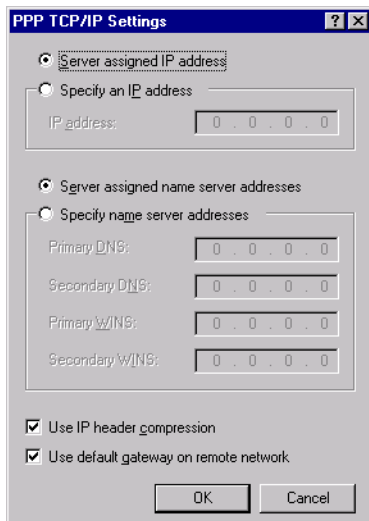 PPP TCP/IP Settings
Server assigned IP address
Specify an IP address
IP address: 0 . 0 . 0 . 0
Server assigned name server addresses
Specify name server addresses
Primary DNS: 0 . 0 . 0 . 0
Secondary DNS: 0 . 0 . 0 . 0
Primary WINS: 0 . 0 . 0 . 0
Secondary WINS: 0 . 0 . 0 . 0
Use IP header compression
Use default gateway on remote network
OK Cancel